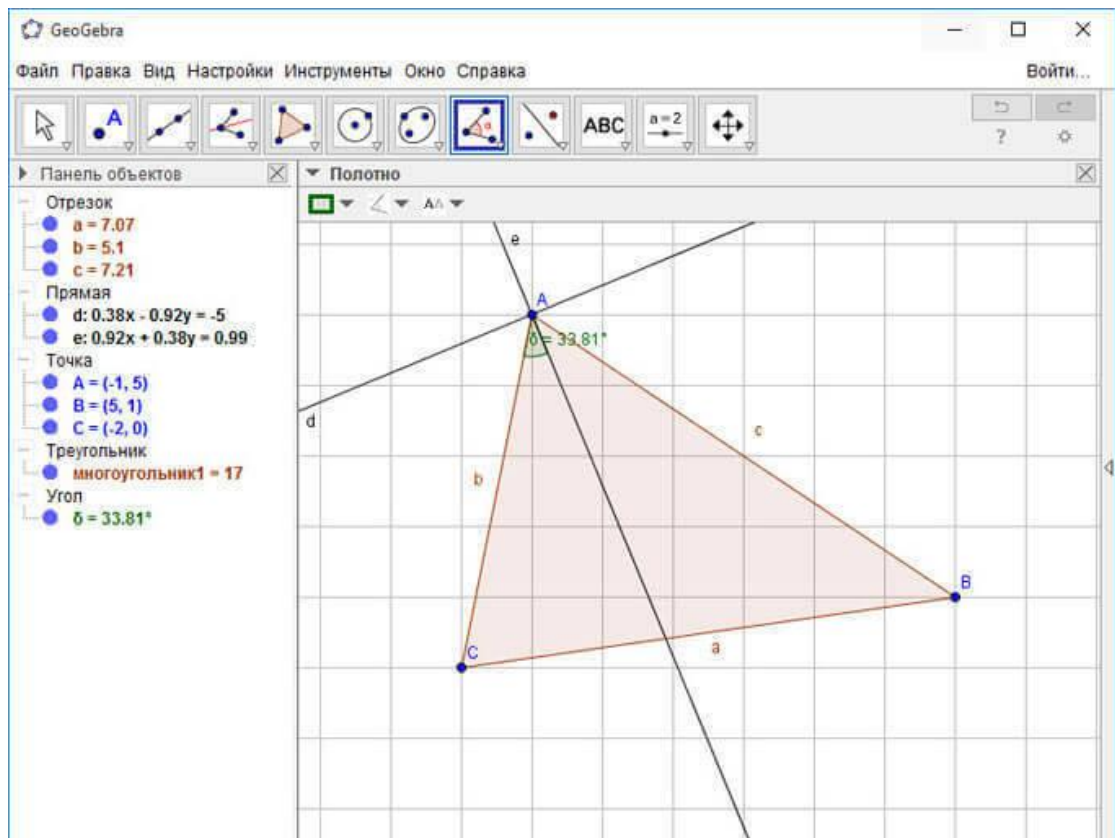 GeoGebra
Файл Правка Вид Настройки Инструменты Окно Справка Войти...
A ABC a = 2
Панель объектов
Полотно
Отрезок
a = 7.07
b = 5.1
c = 7.21
Прямая
d: 0.38x - 0.92y = -5
e: 0.92x + 0.38y = 0.99
Точка
A = (-1, 5)
B = (5, 1)
C = (-2, 0)
Треугольник
многоугольник1 = 17
Угол
δ = 33.81°
e
A
δ = 33.81°
d
c
b
B
C
a